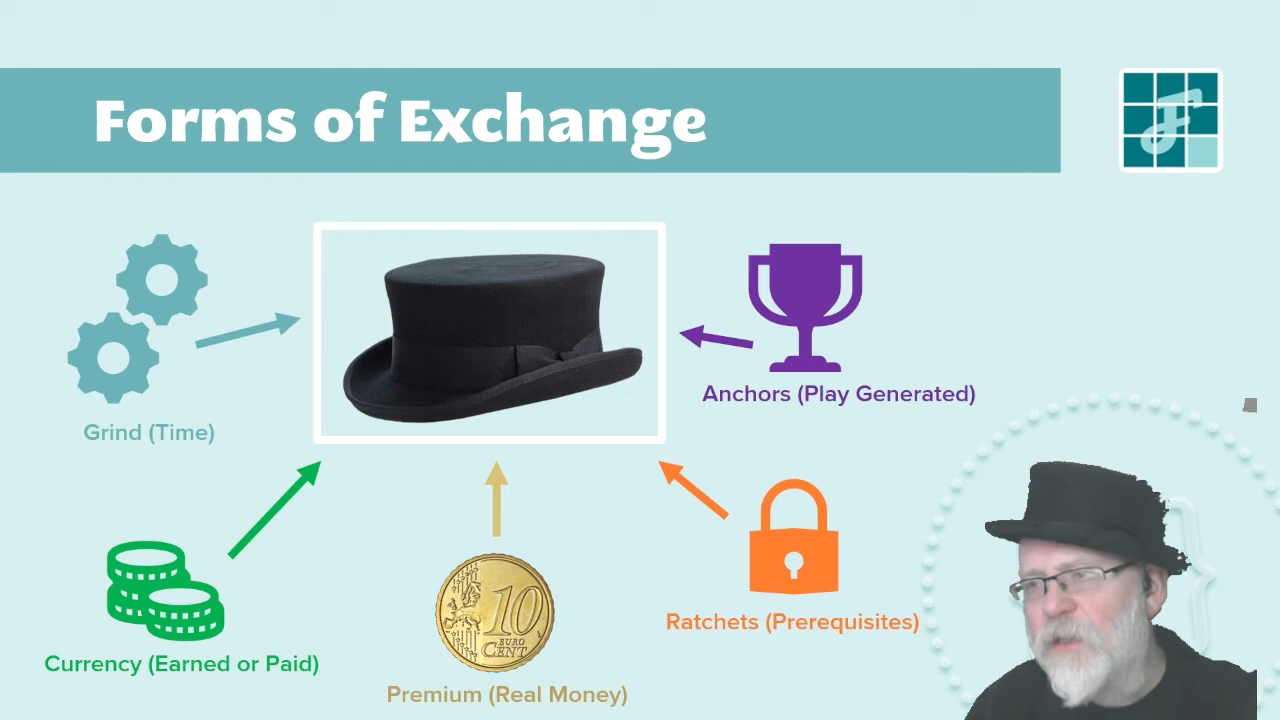 Forms of Exchange
F
Grind (Time)
Anchors (Play Generated)
Currency (Earned or Paid)
10
EURO
CENT
Premium (Real Money)
Ratchets (Prerequisites)